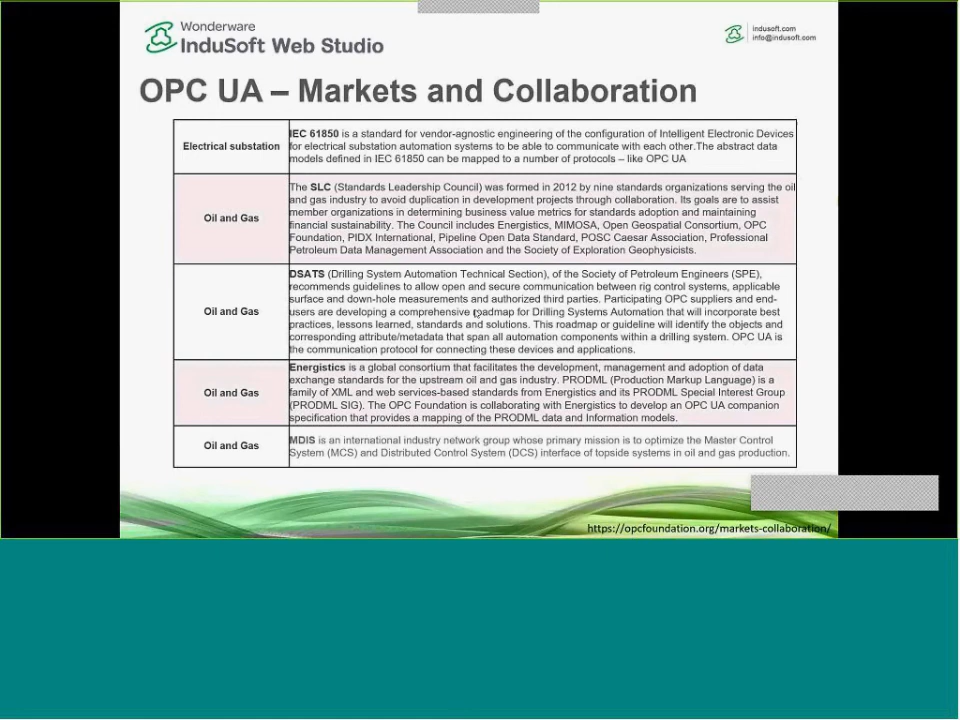 Wonderware
InduSoft Web Studio
indusoft.com
info@indusoft.com
OPC UA – Markets and Collaboration
Electrical substation
IEC 61850 is a standard for vendor-agnostic engineering of the configuration of Intelligent Electronic Devices
for electrical substation automation systems to be able to communicate with each other.The abstract data
models defined in IEC 61850 can be mapped to a number of protocols – like OPC UA
Oil and Gas
The SLC (Standards Leadership Council) was formed in 2012 by nine standards organizations serving the oil
and gas industry to avoid duplication in development projects through collaboration. Its goals are to assist
member organizations in determining business value metrics for standards adoption and maintaining
financial sustainability. The Council includes Energistics, MIMOSA, Open Geospatial Consortium, OPC
Foundation, PIDX International, Pipeline Open Data Standard, POSC Caesar Association, Professional
Petroleum Data Management Association and the Society of Exploration Geophysicists.
Oil and Gas
DSATS (Drilling System Automation Technical Section), of the Society of Petroleum Engineers (SPE),
recommends guidelines to allow open and secure communication between rig control systems, applicable
surface and down-hole measurements and authorized third parties. Participating OPC suppliers and end-
users are developing a comprehensive roadmap for Drilling Systems Automation that will incorporate best
practices, lessons learned, standards and solutions. This roadmap or guideline will identify the objects and
corresponding attribute/metadata that span all automation components within a drilling system. OPC UA is
the communication protocol for connecting these devices and applications.
Oil and Gas
Energistics is a global consortium that facilitates the development, management and adoption of data
exchange standards for the upstream oil and gas industry. PRODML (Production Markup Language) is a
family of XML and web services-based standards from Energistics and its PRODML Special Interest Group
(PRODML SIG). The OPC Foundation is collaborating with Energistics to develop an OPC UA companion
specification that provides a mapping of the PRODML data and Information models.
Oil and Gas
MDIS is an international industry network group whose primary mission is to optimize the Master Control
System (MCS) and Distributed Control System (DCS) interface of topside systems in oil and gas production.
https://opcfoundation.org/markets-collaboration/